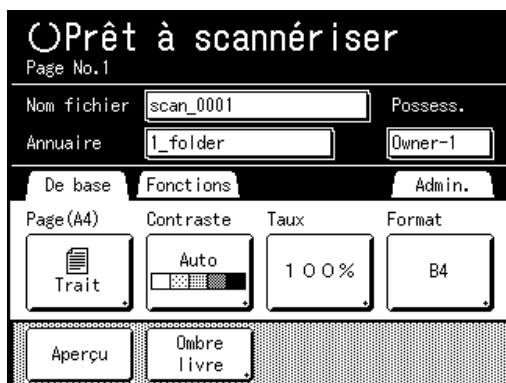 Prêt à scannériser
Page No.1
Nom fichier scan_0001 Possess.
Annuaire 1_folder Owner-1
De base Fonctions Admin.
Page(A4) Contraste Taux Format
Trait Auto 100% B4
Aperçu Ombre livre